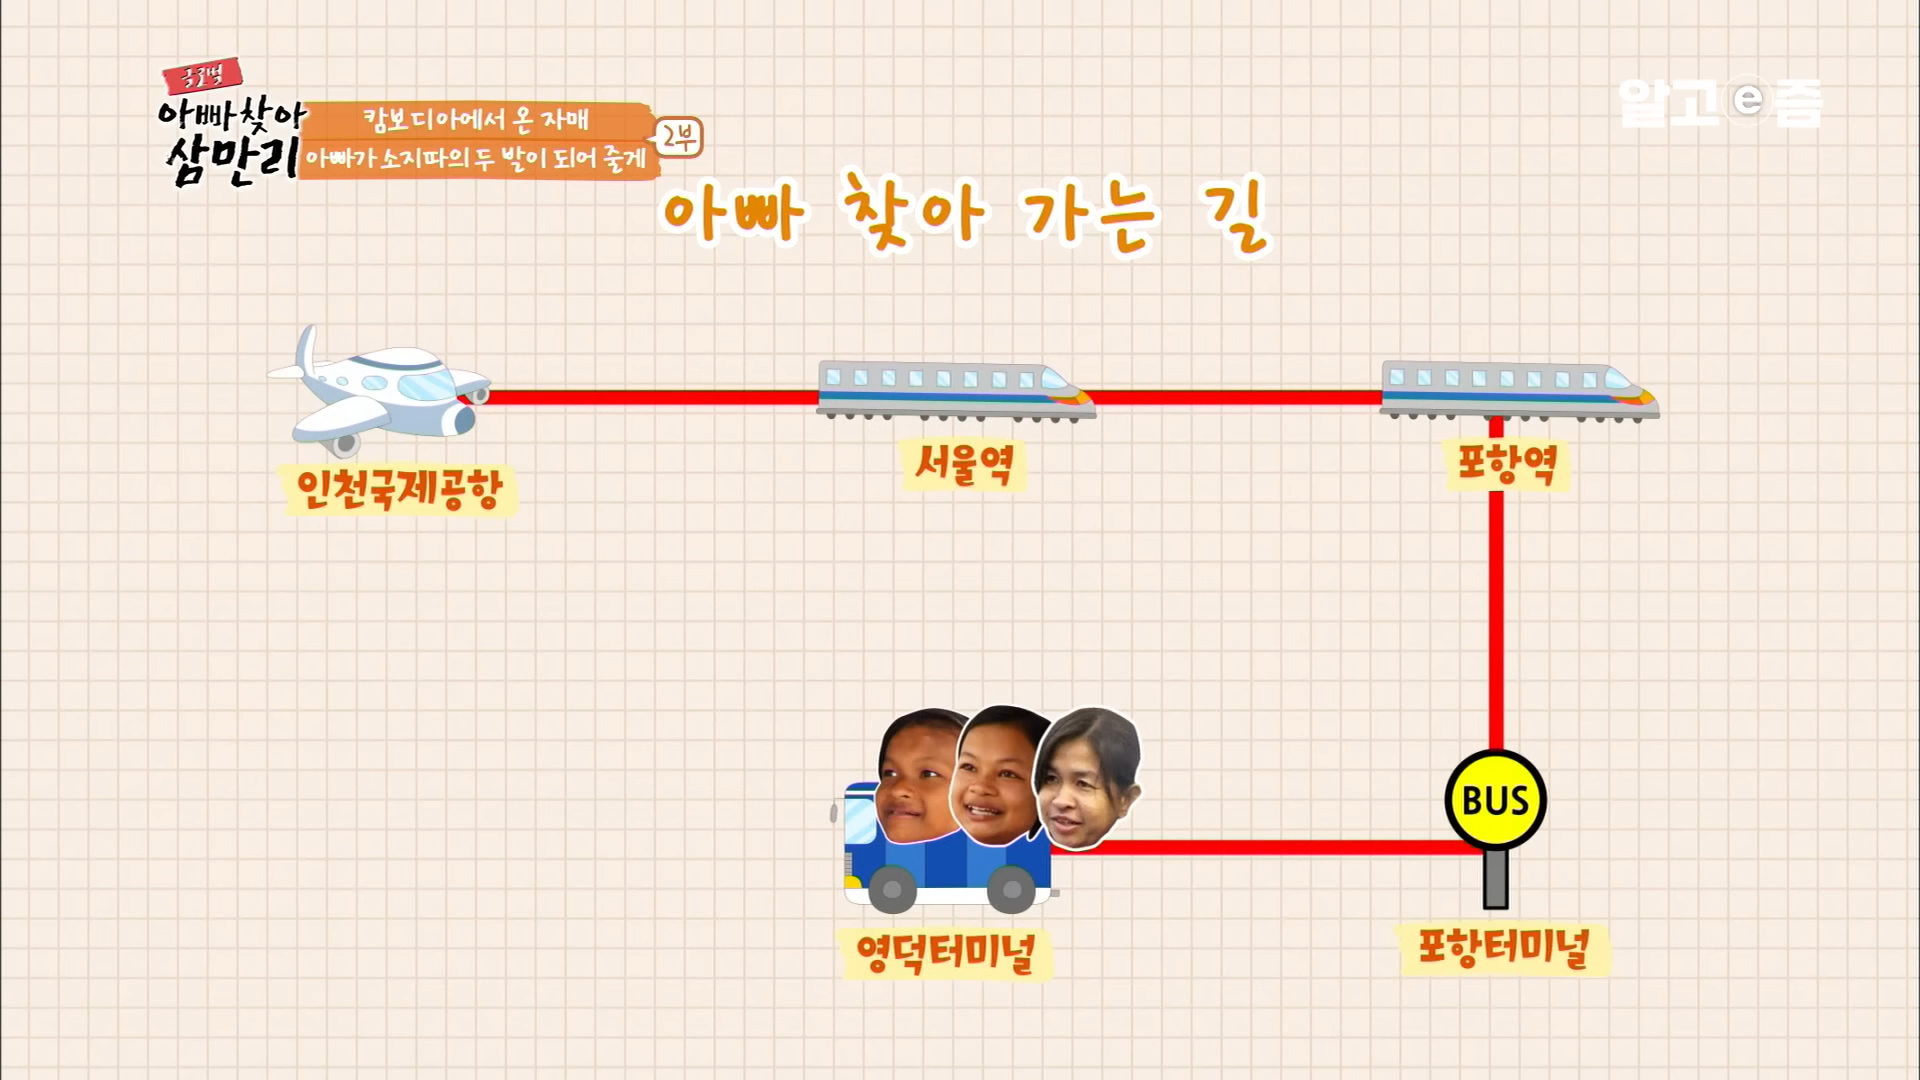 글로벌
아빠 찾아
삼만리
캄보디아에서 온 자매
아빠가 소지따의 두 발이 되어 줄게
2부
알고e즘
아빠 찾아 가는 길
인천국제공항
서울역
포항역
BUS
영덕터미널
포항터미널